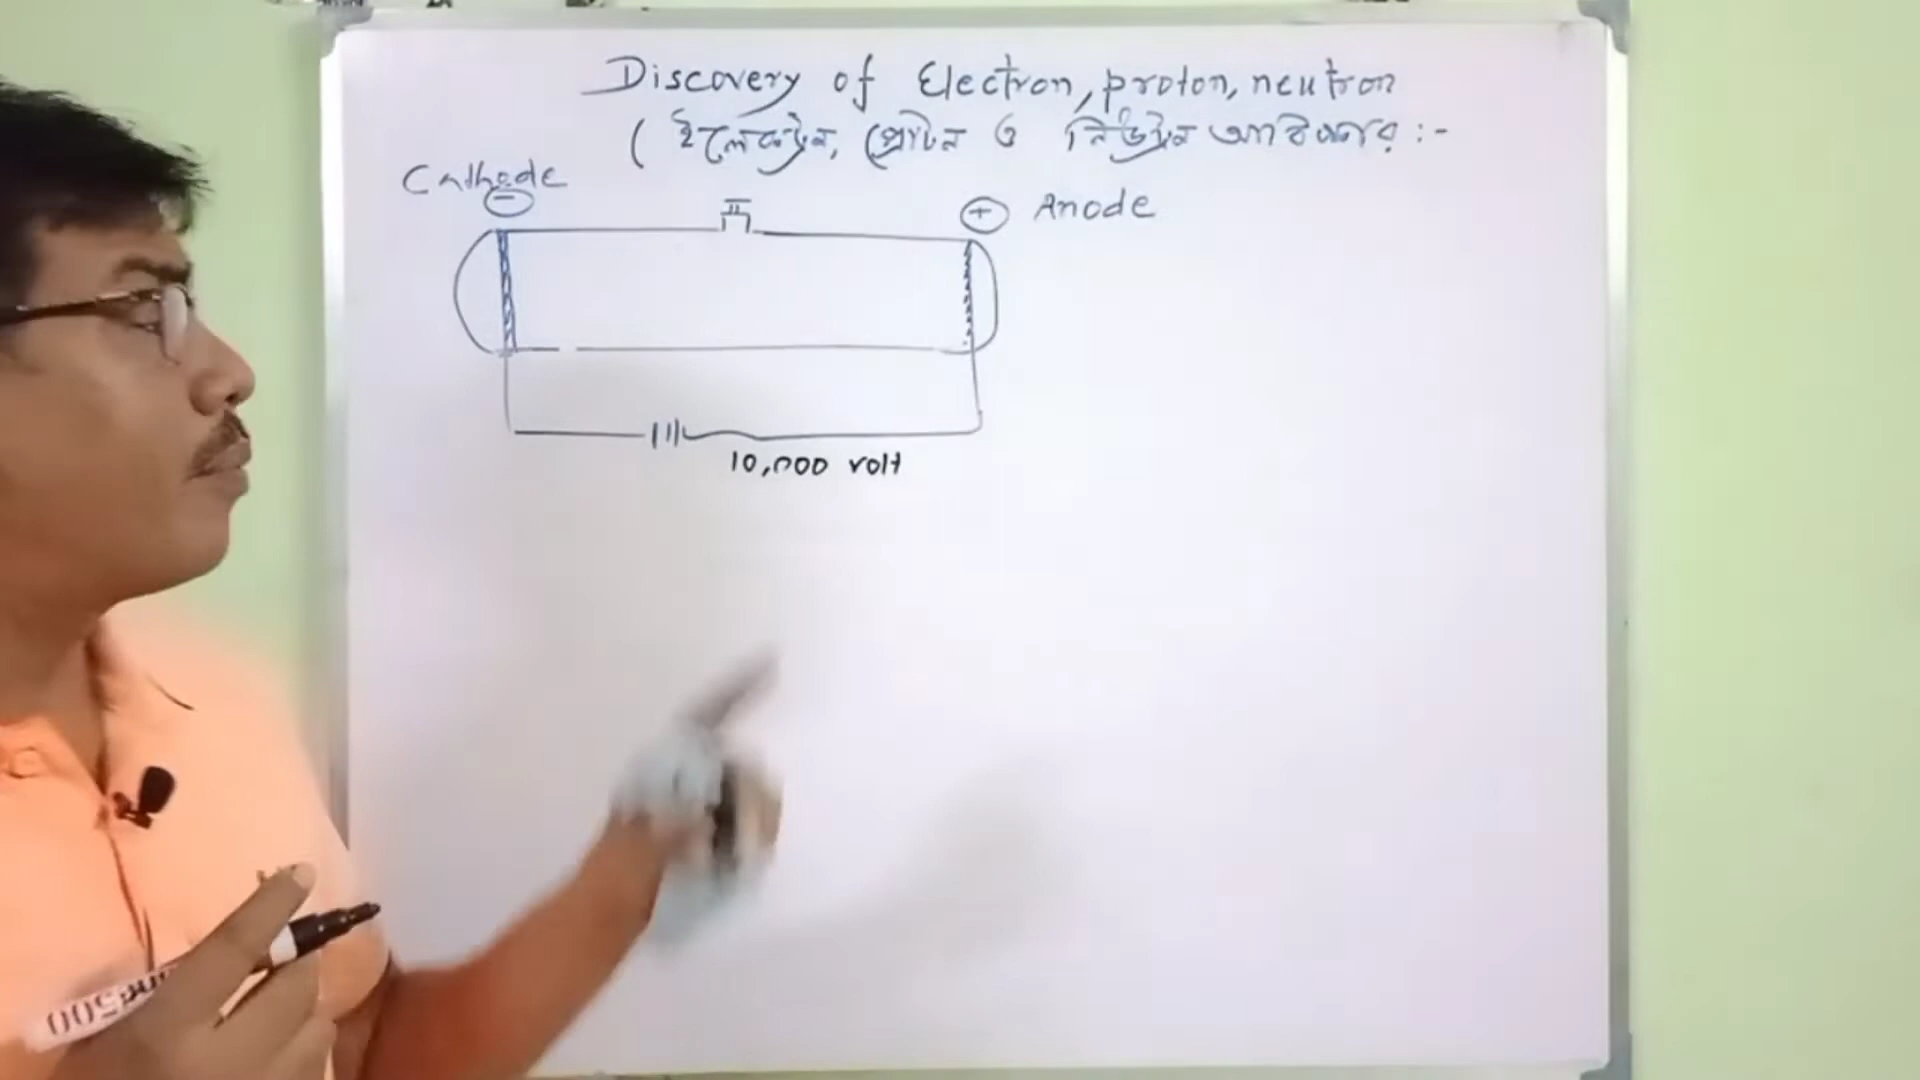 Discovery of Electron, proton, neutron
( ইলেকট্রন, প্রোটন ও নিউট্রন আবিষ্কার :-
Cathode
−
+ Anode
10,000 volt